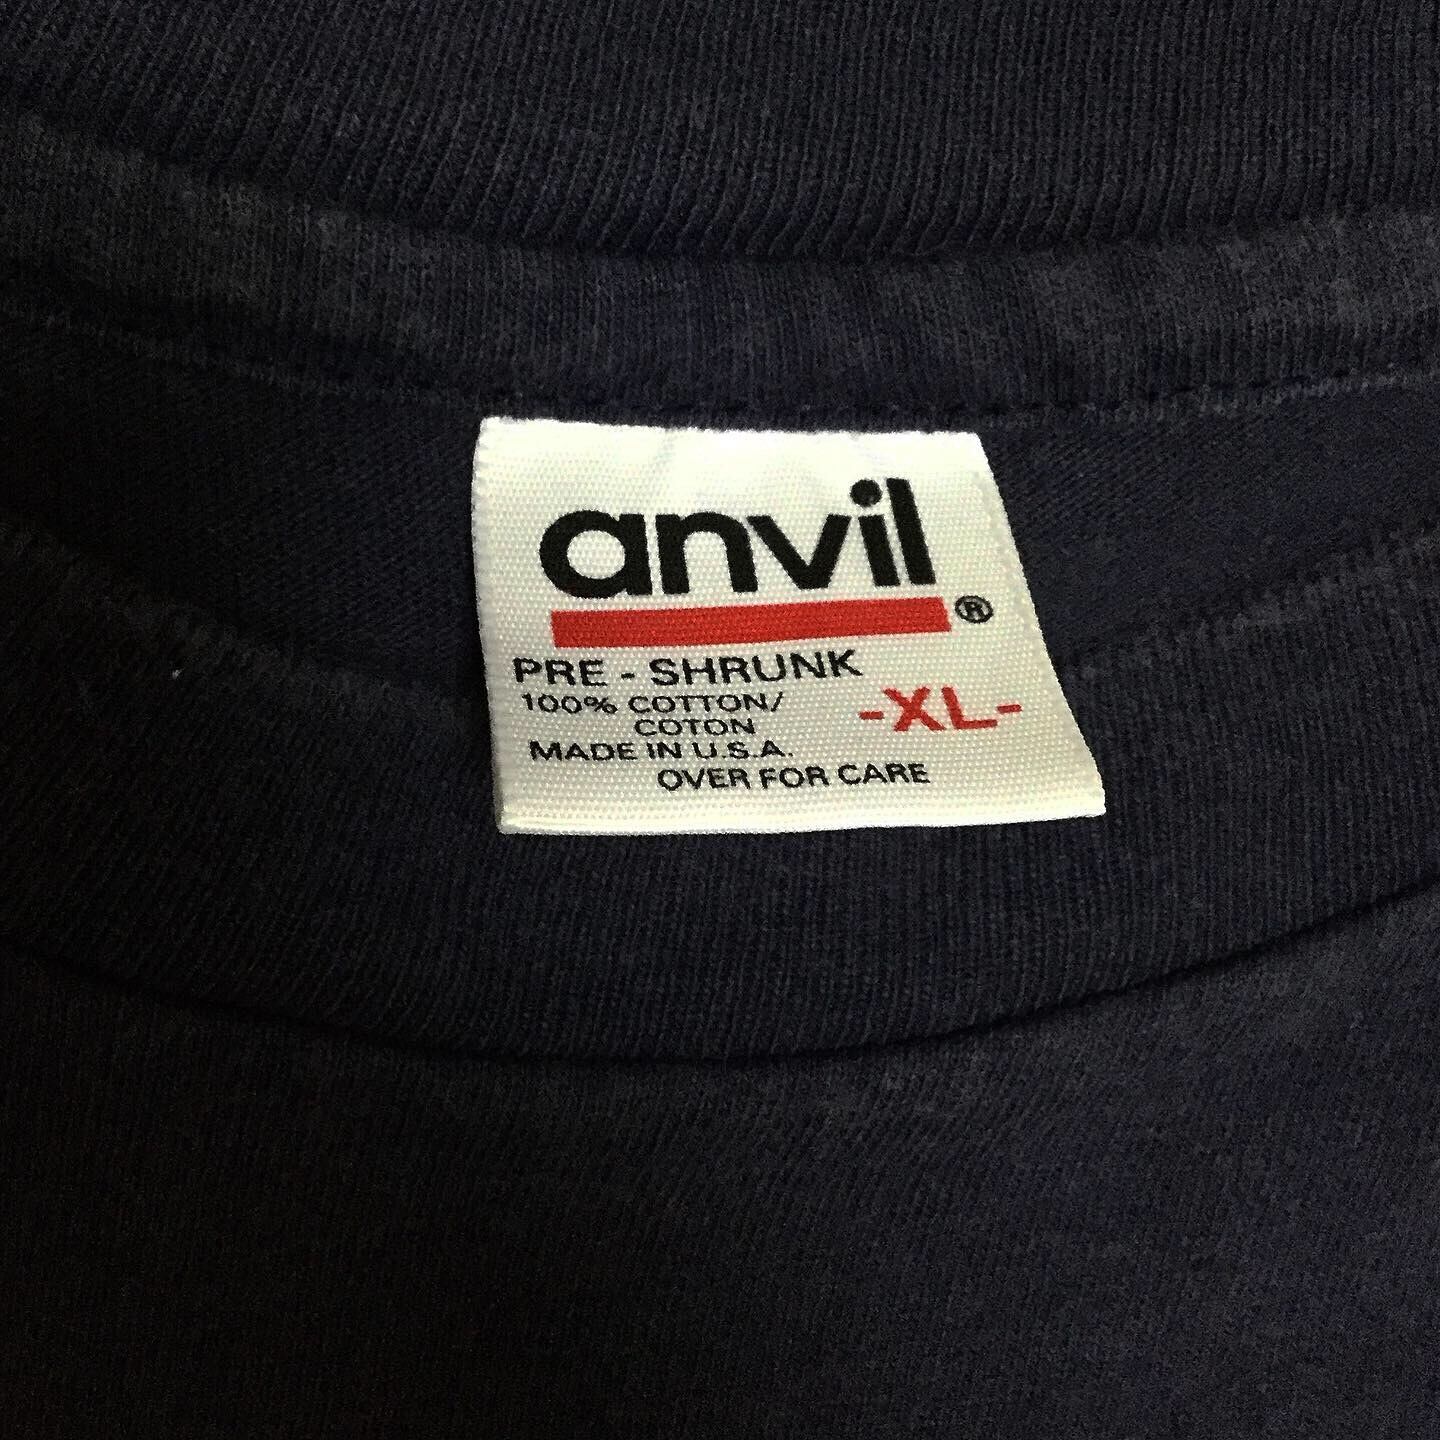 anvil®
PRE - SHRUNK
100% COTTON/
COTON
-XL-
MADE IN U.S.A.
OVER FOR CARE